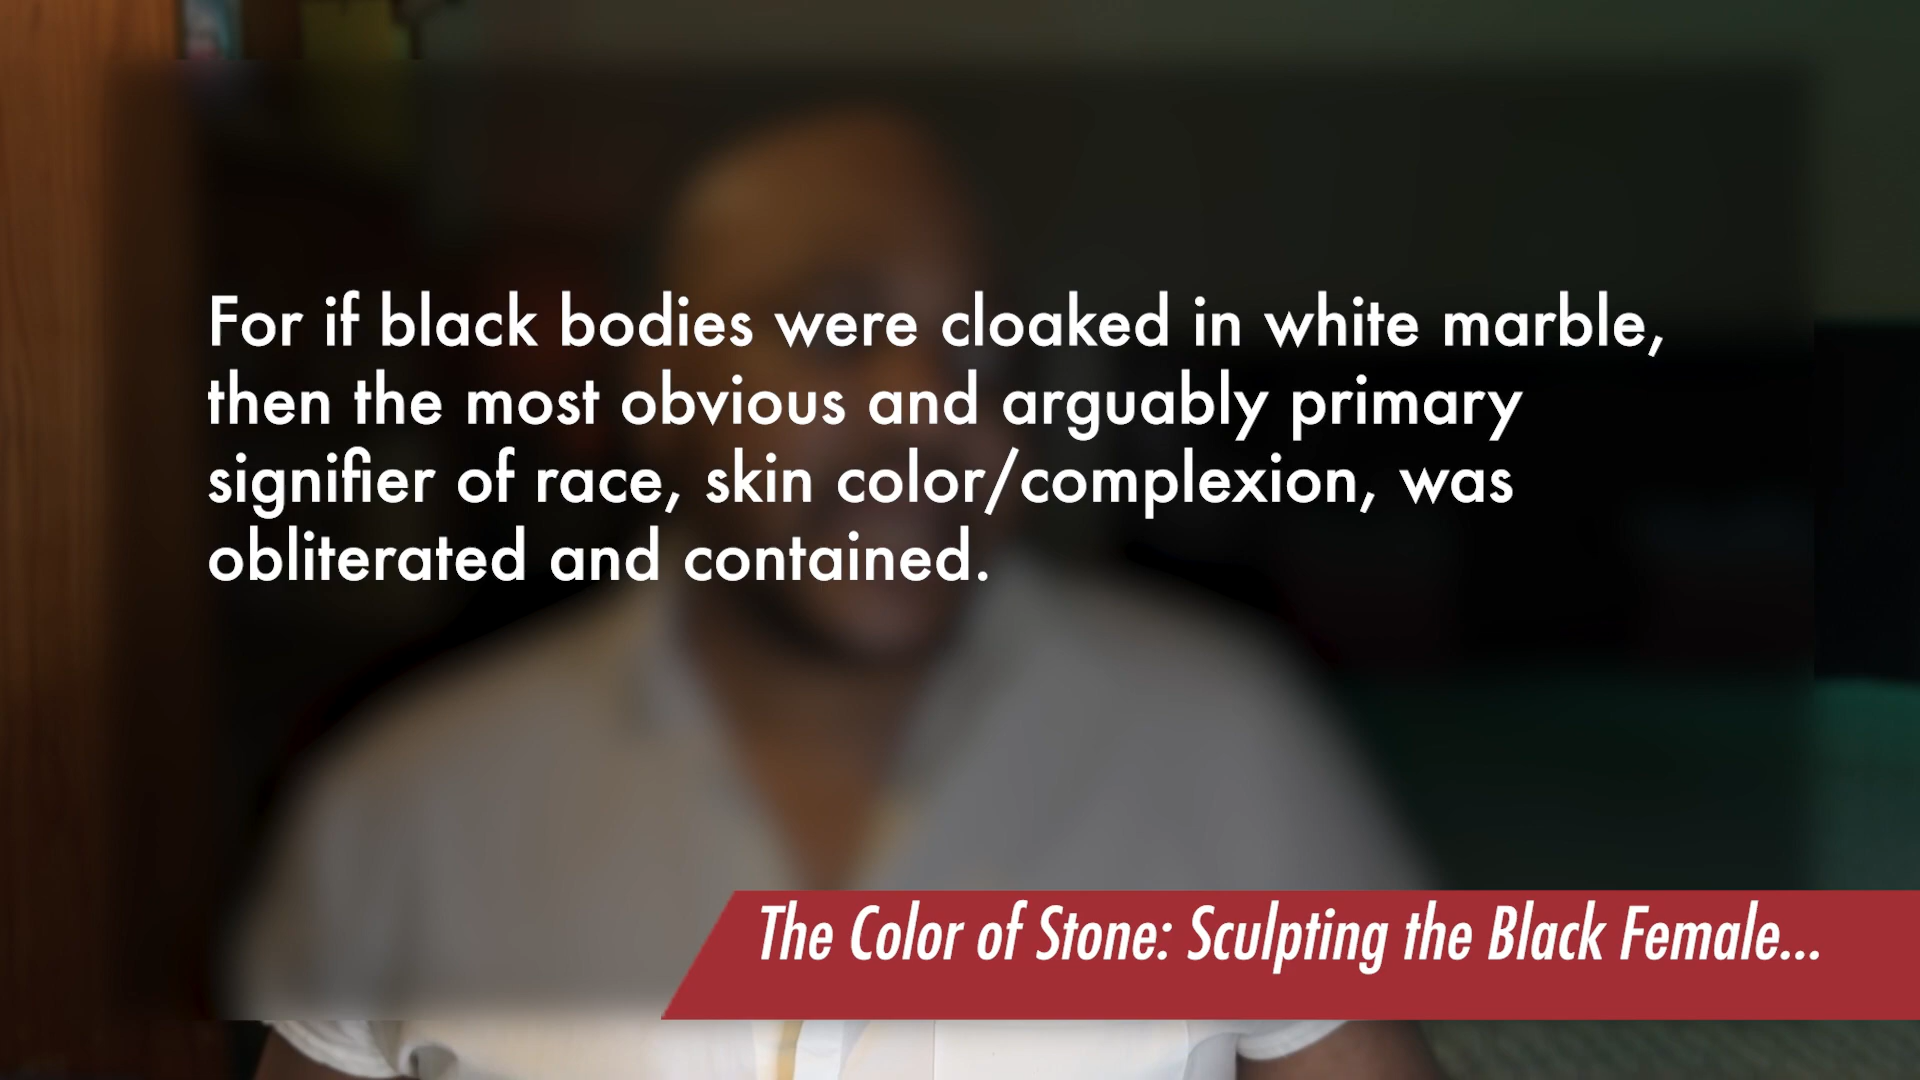 For if black bodies were cloaked in white marble,
then the most obvious and arguably primary
signifier of race, skin color/complexion, was
obliterated and contained.
The Color of Stone: Sculpting the Black Female...